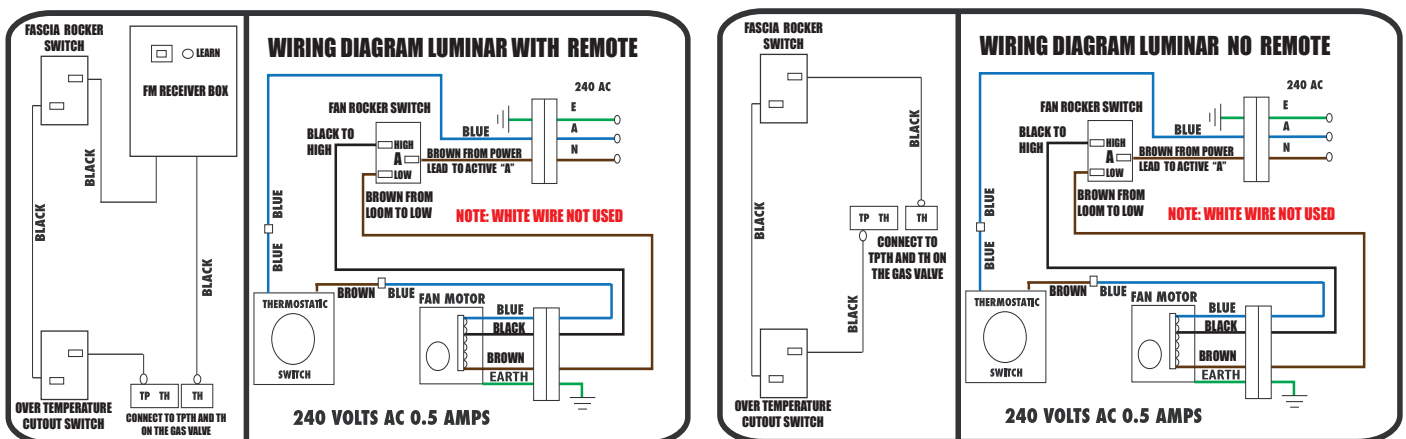 FASCIA ROCKER
SWITCH
LEARN
FM RECEIVER BOX
BLACK
BLACK
BLACK
OVER TEMPERATURE
CUTOUT SWITCH
TP TH
TH
CONNECT TO TPTH AND TH
ON THE GAS VALVE
WIRING DIAGRAM LUMINAR WITH REMOTE
240 AC
E
A
N
FAN ROCKER SWITCH
BLACK TO
HIGH
HIGH
A
LOW
BLUE
BROWN FROM POWER
LEAD TO ACTIVE "A"
BROWN FROM
LOOM TO LOW
NOTE: WHITE WIRE NOT USED
BLUE
BLUE
THERMOSTATIC
SWITCH
BROWN
BLUE
FAN MOTOR
BLUE
BLACK
BROWN
EARTH
240 VOLTS AC 0.5 AMPS
FASCIA ROCKER
SWITCH
BLACK
BLACK
BLACK
TP TH
TH
CONNECT TO
TPTH AND TH ON
THE GAS VALVE
OVER TEMPERATURE
CUTOUT SWITCH
WIRING DIAGRAM LUMINAR NO REMOTE
240 AC
E
A
N
FAN ROCKER SWITCH
BLACK TO
HIGH
HIGH
A
LOW
BLUE
BROWN FROM POWER
LEAD TO ACTIVE "A"
BROWN FROM
LOOM TO LOW
NOTE: WHITE WIRE NOT USED
BLUE
BLUE
THERMOSTATIC
SWITCH
BROWN
BLUE
FAN MOTOR
BLUE
BLACK
BROWN
EARTH
240 VOLTS AC 0.5 AMPS